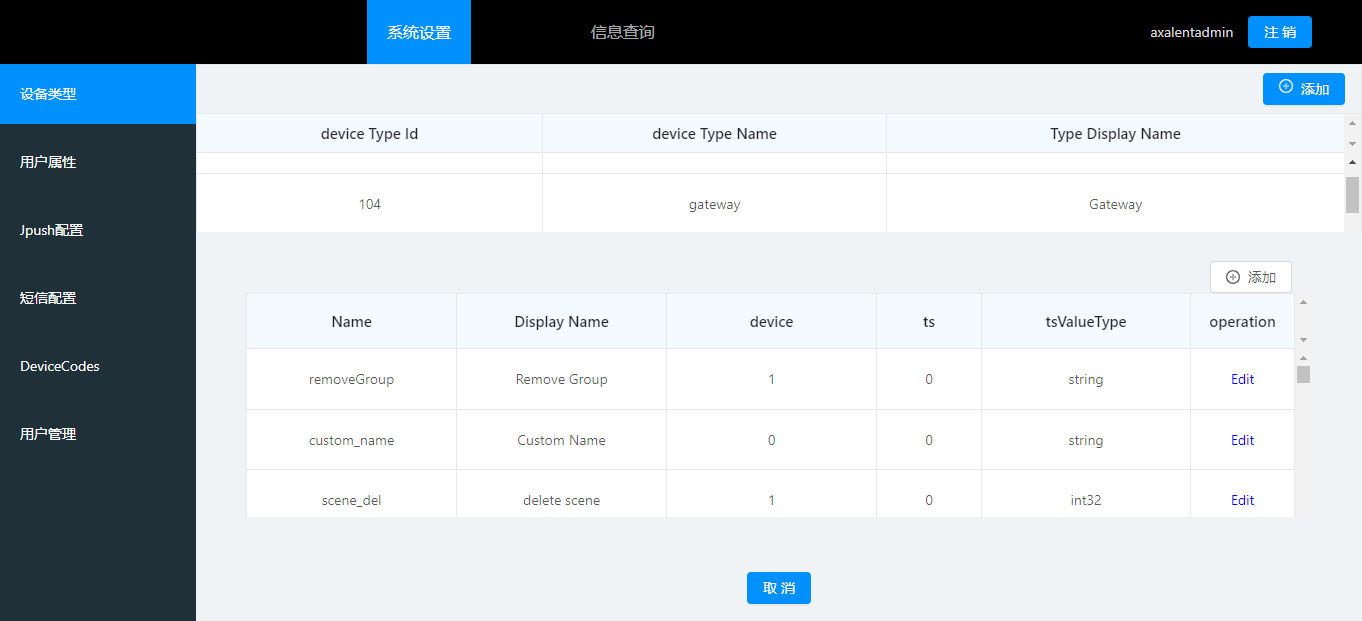 系统设置 信息查询 axalentadmin 注 销
设备类型
用户属性
Jpush配置
短信配置
DeviceCodes
用户管理
添加
device Type Id device Type Name Type Display Name
104 gateway Gateway
添加
Name Display Name device ts tsValueType operation
removeGroup Remove Group 1 0 string Edit
custom_name Custom Name 0 0 string Edit
scene_del delete scene 1 0 int32 Edit
取 消